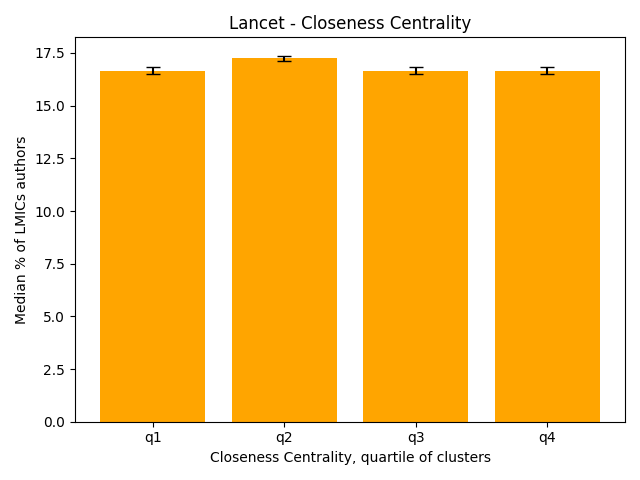 Lancet - Closeness Centrality
Median % of LMICs authors
17.5
15.0
12.5
10.0
7.5
5.0
2.5
0.0
q1 q2 q3 q4
Closeness Centrality, quartile of clusters